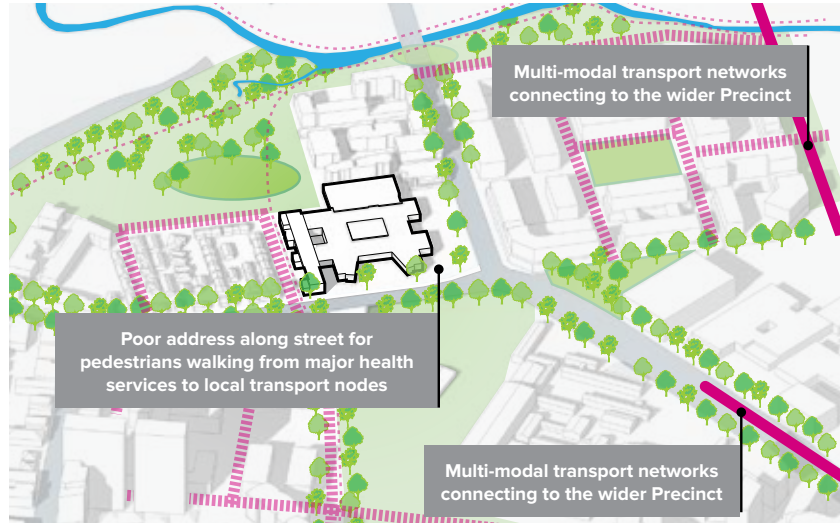 Multi-modal transport networks
connecting to the wider Precinct
Poor address along street for
pedestrians walking from major health
services to local transport nodes
Multi-modal transport networks
connecting to the wider Precinct